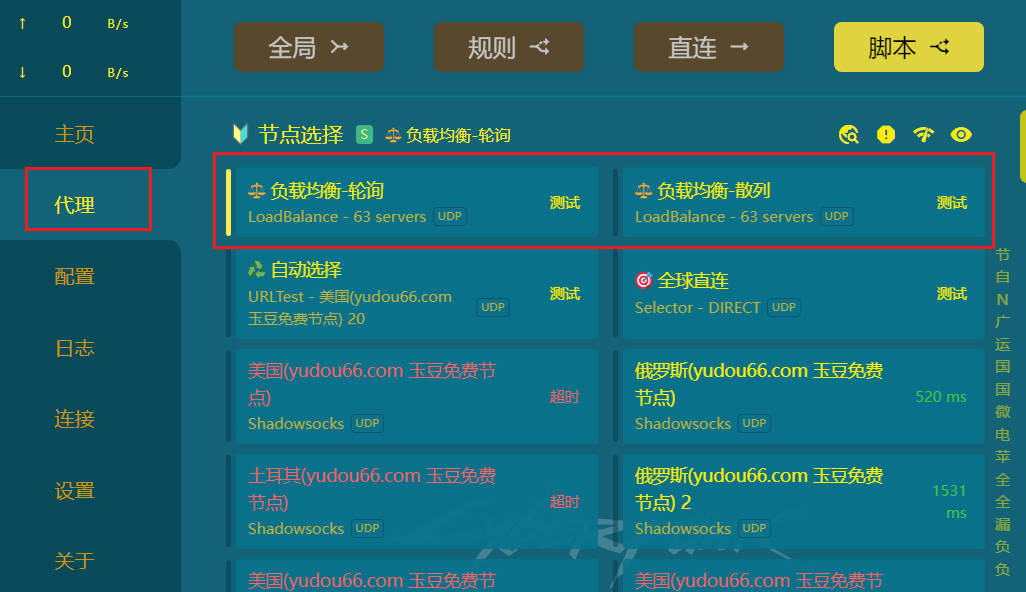 ↑ 0 B/s
↓ 0 B/s
全局
规则
直连
脚本
主页
代理
配置
日志
连接
设置
关于
节点选择 S 负载均衡-轮询
负载均衡-轮询
LoadBalance - 63 servers UDP
测试
负载均衡-散列
LoadBalance - 63 servers UDP
测试
自动选择
URLTest - 美国(yudou66.com
玉豆免费节点) 20
UDP
测试
全球直连
Selector - DIRECT UDP
测试
美国(yudou66.com 玉豆免费节
点)
Shadowsocks UDP
超时
俄罗斯(yudou66.com 玉豆免费
节点)
Shadowsocks UDP
520 ms
土耳其(yudou66.com 玉豆免费
节点)
Shadowsocks UDP
超时
俄罗斯(yudou66.com 玉豆免费
节点) 2
Shadowsocks UDP
1531
ms
美国(yudou66.com 玉豆免费节
美国(yudou66.com 玉豆免费节
节
自
N
广
运
国
国
微
电
苹
全
全
漏
负
负